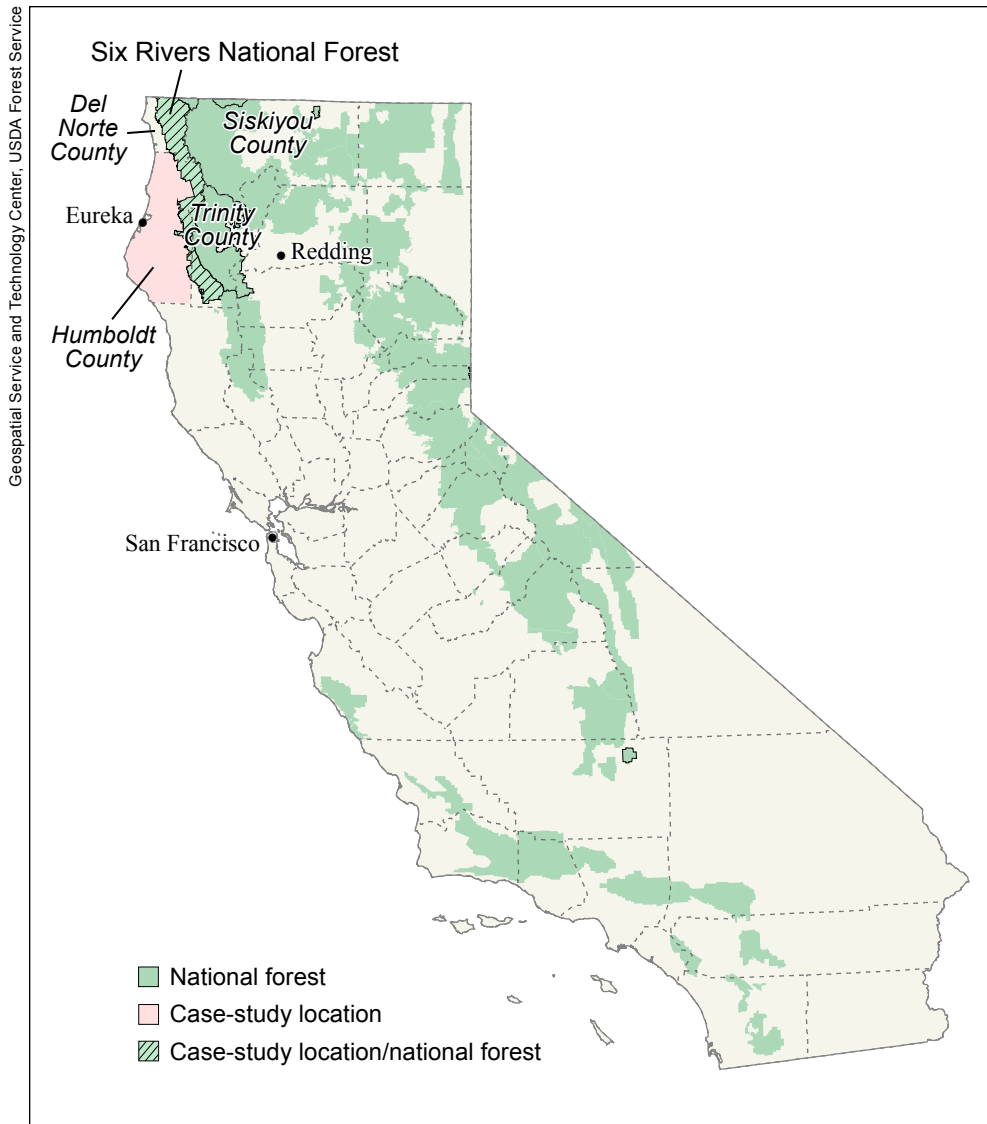 Geospatial Service and Technology Center, USDA Forest Service
Six Rivers National Forest
Del
Norte
County
Siskiyou
County
Trinity
County
Eureka
Redding
Humboldt
County
San Francisco
National forest
Case-study location
Case-study location/national forest